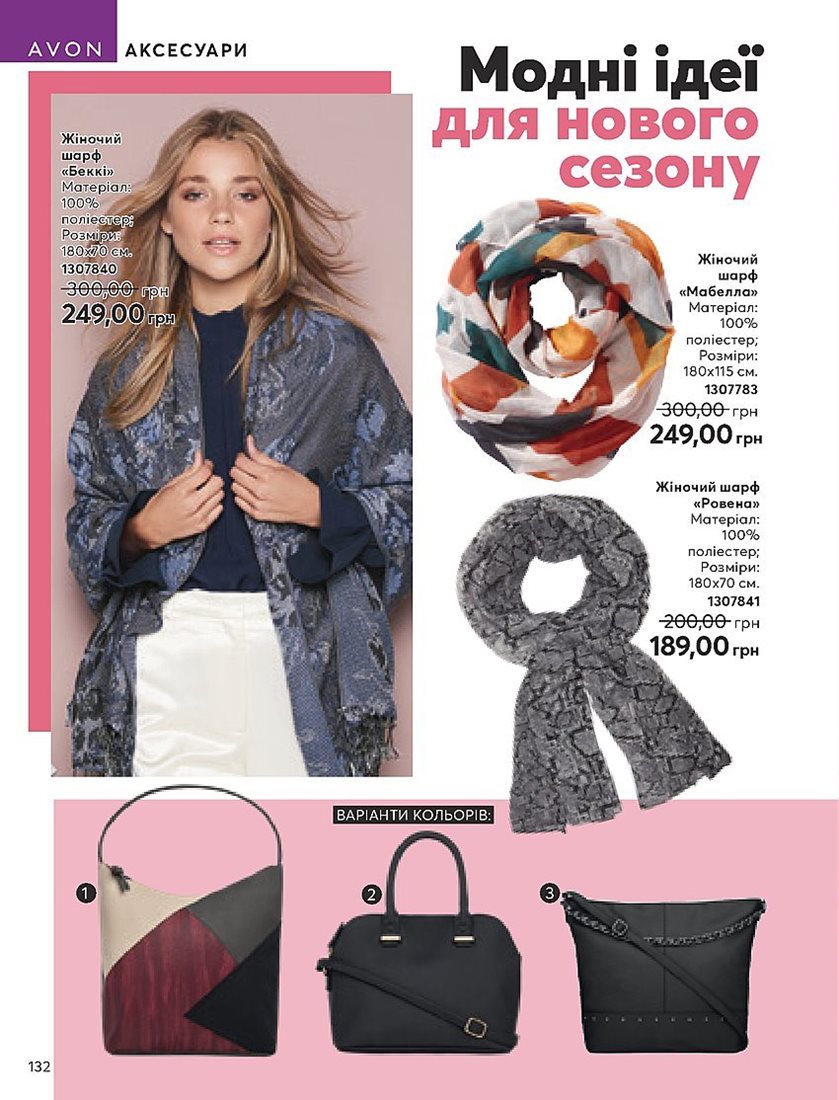 AVON АКСЕСУАРИ
Модні ідеї
для нового
сезону
Жіночий
шарф
«Беккі»
Матеріал:
100%
поліестер;
Розміри:
180х70 см.
1307840
300,00 грн
249,00 грн
Жіночий
шарф
«Мабелла»
Матеріал:
100%
поліестер;
Розміри:
180х115 см.
1307783
300,00 грн
249,00 грн
Жіночий шарф
«Ровена»
Матеріал:
100%
поліестер;
Розміри:
180х70 см.
1307841
200,00 грн
189,00 грн
ВАРІАНТИ КОЛЬОРІВ:
1
2
3
132